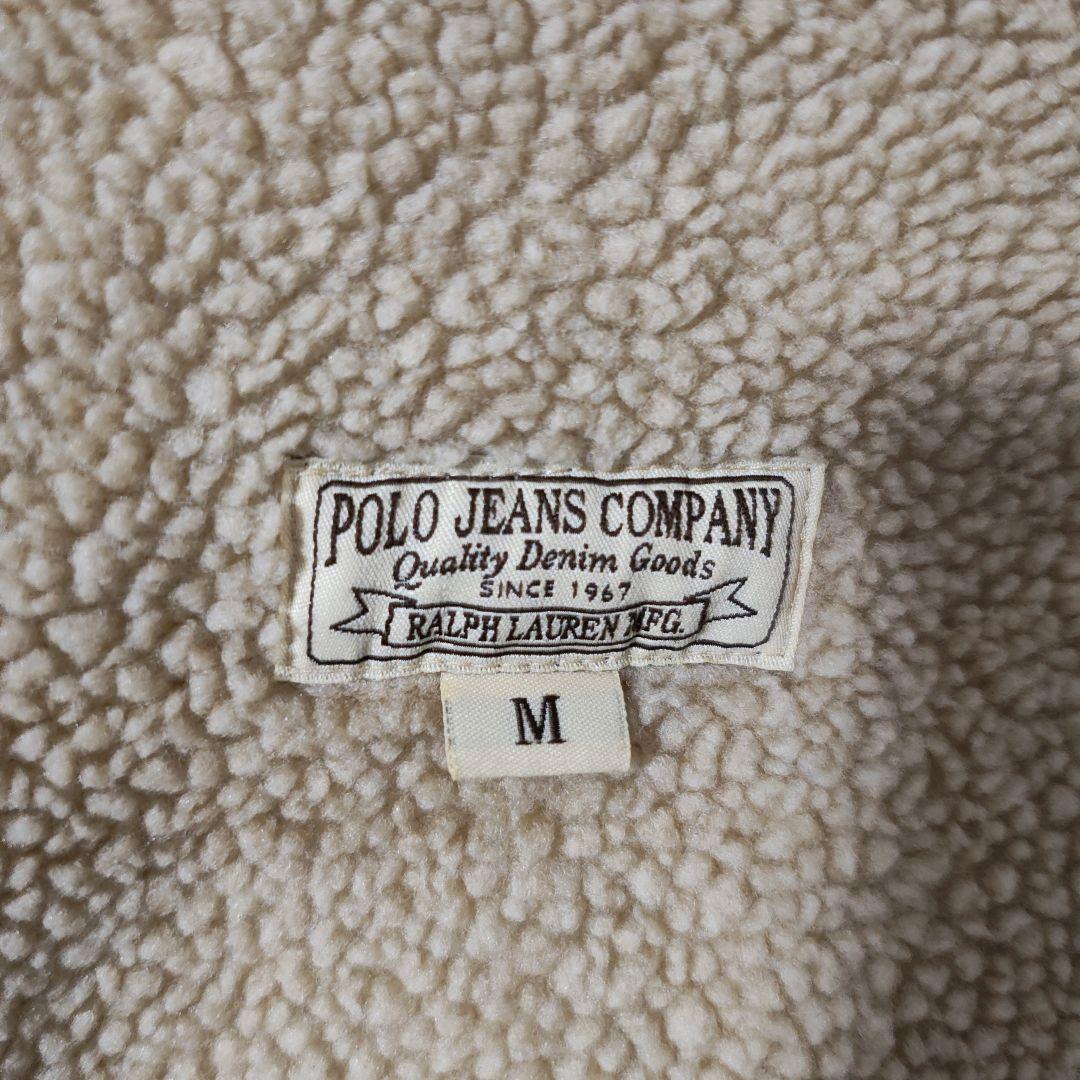 POLO JEANS COMPANY
Quality Denim Goods
SINCE 1967
RALPH LAUREN MFG.
M